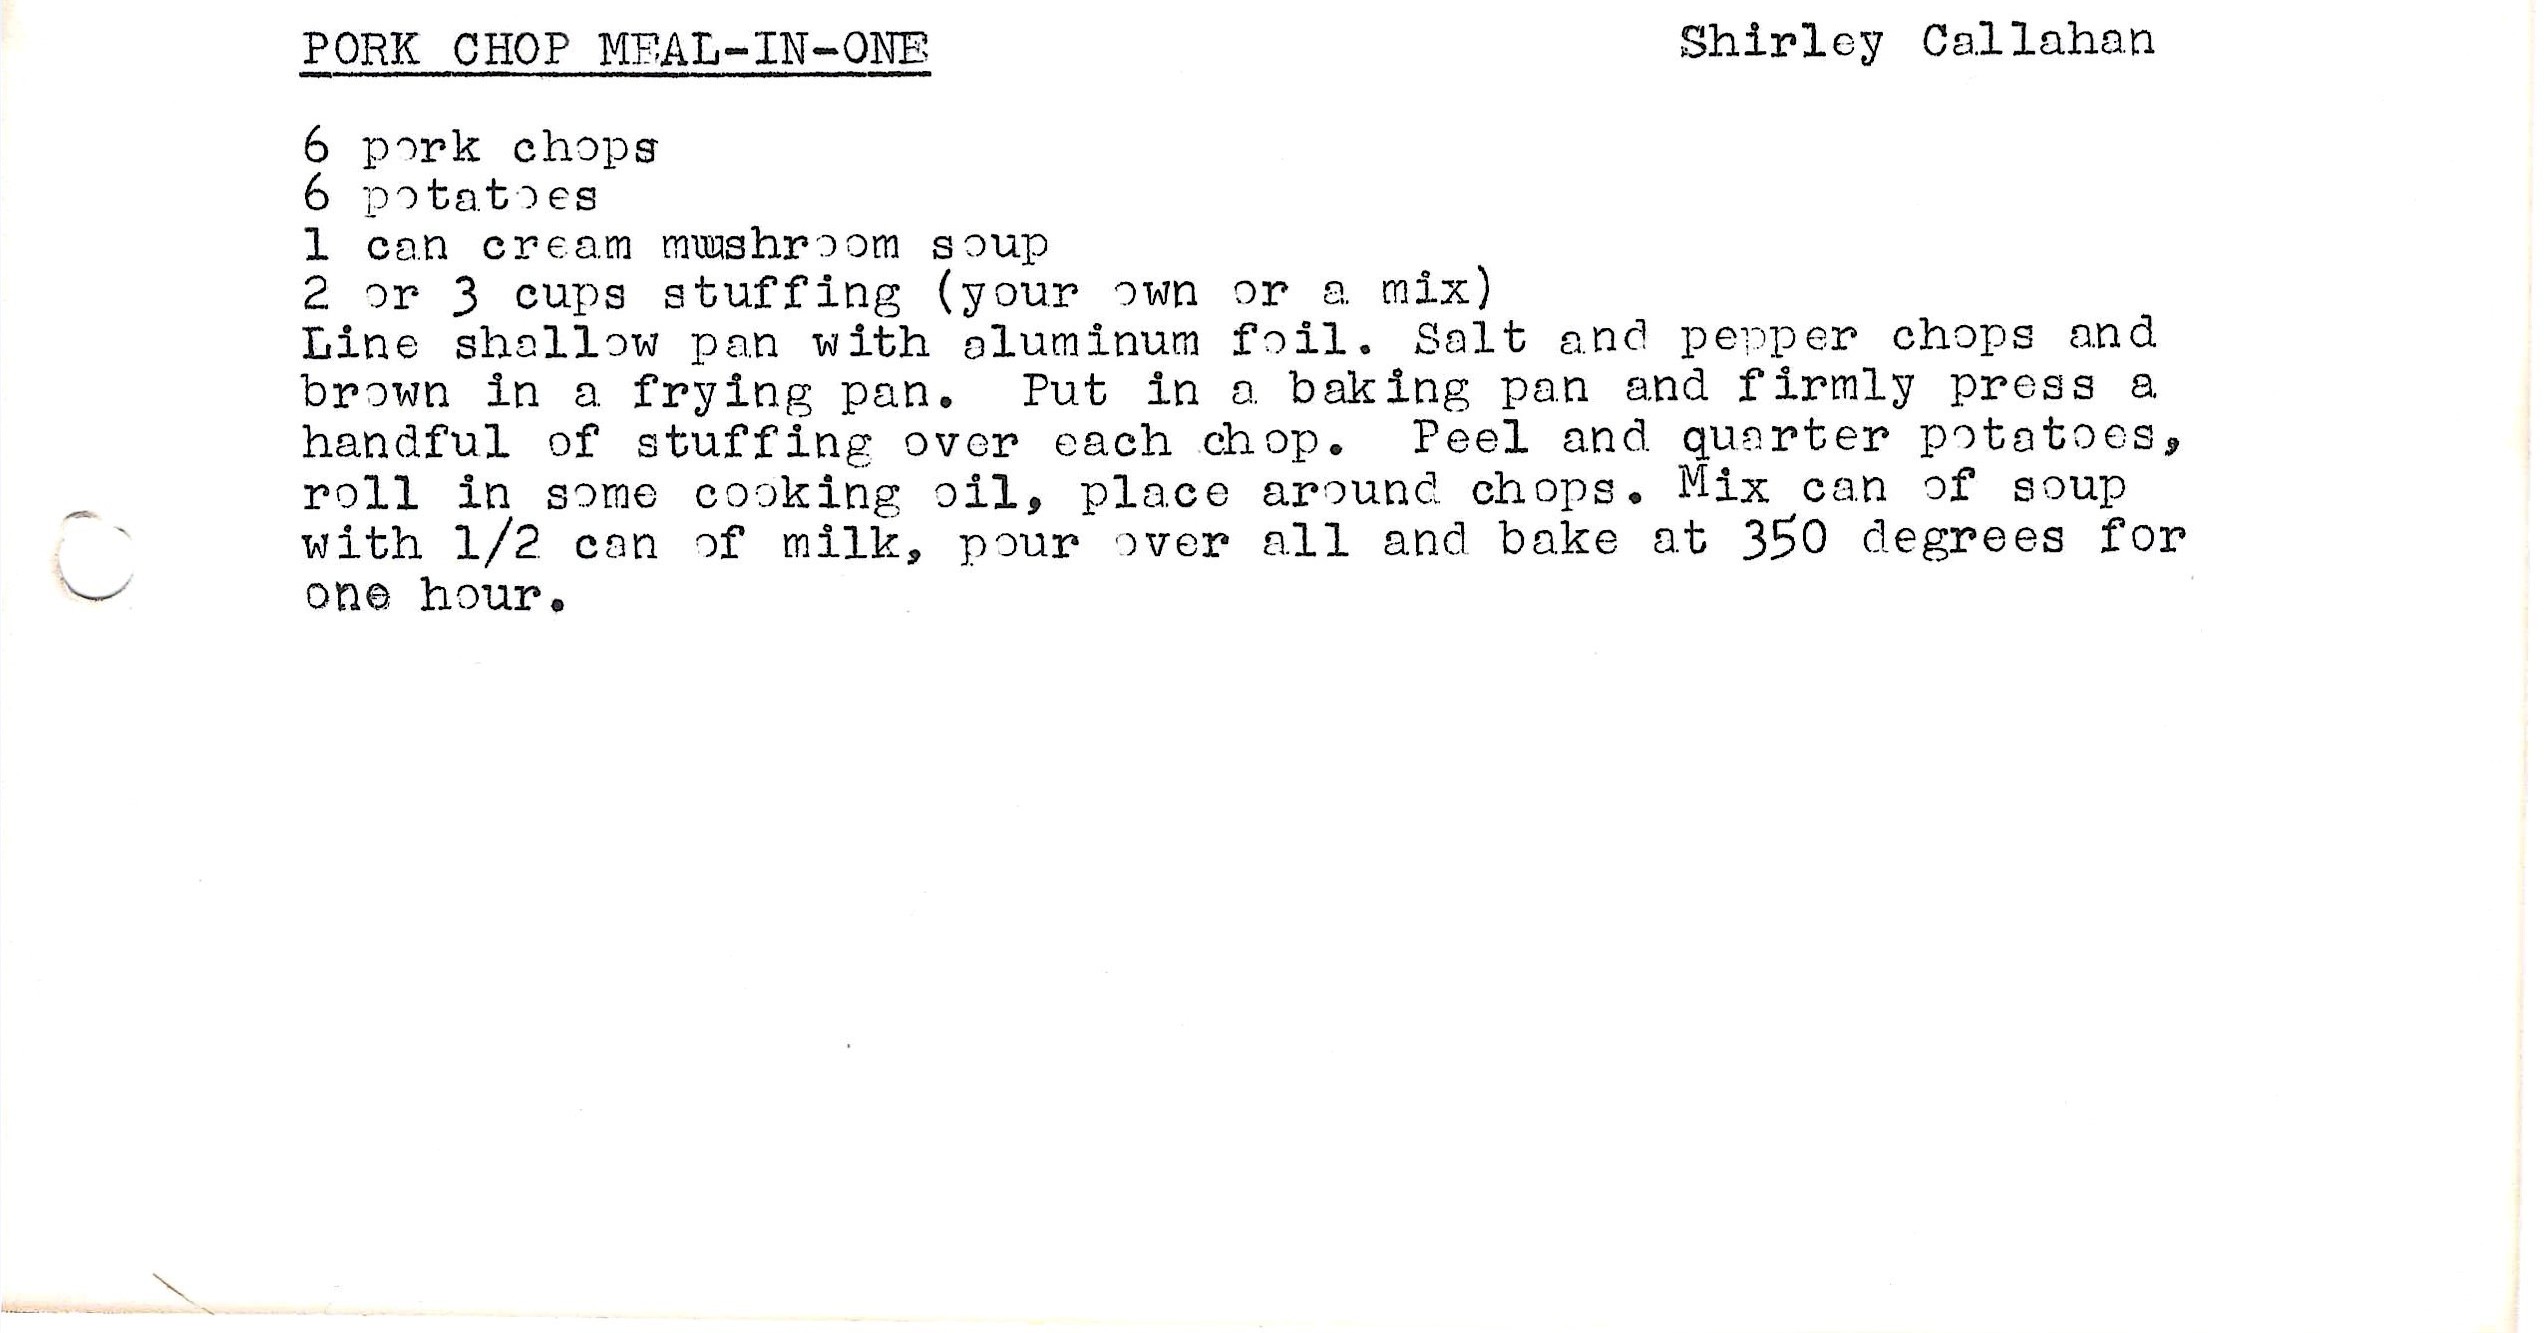 PORK CHOP MEAL-IN-ONE Shirley Callahan
6 pork chops
6 potatoes
1 can cream mushroom soup
2 or 3 cups stuffing (your own or a mix)
Line shallow pan with aluminum foil. Salt and pepper chops and
brown in a frying pan. Put in a baking pan and firmly press a
handful of stuffing over each chop. Peel and quarter potatoes,
roll in some cooking oil, place around chops. Mix can of soup
with 1/2 can of milk, pour over all and bake at 350 degrees for
one hour.